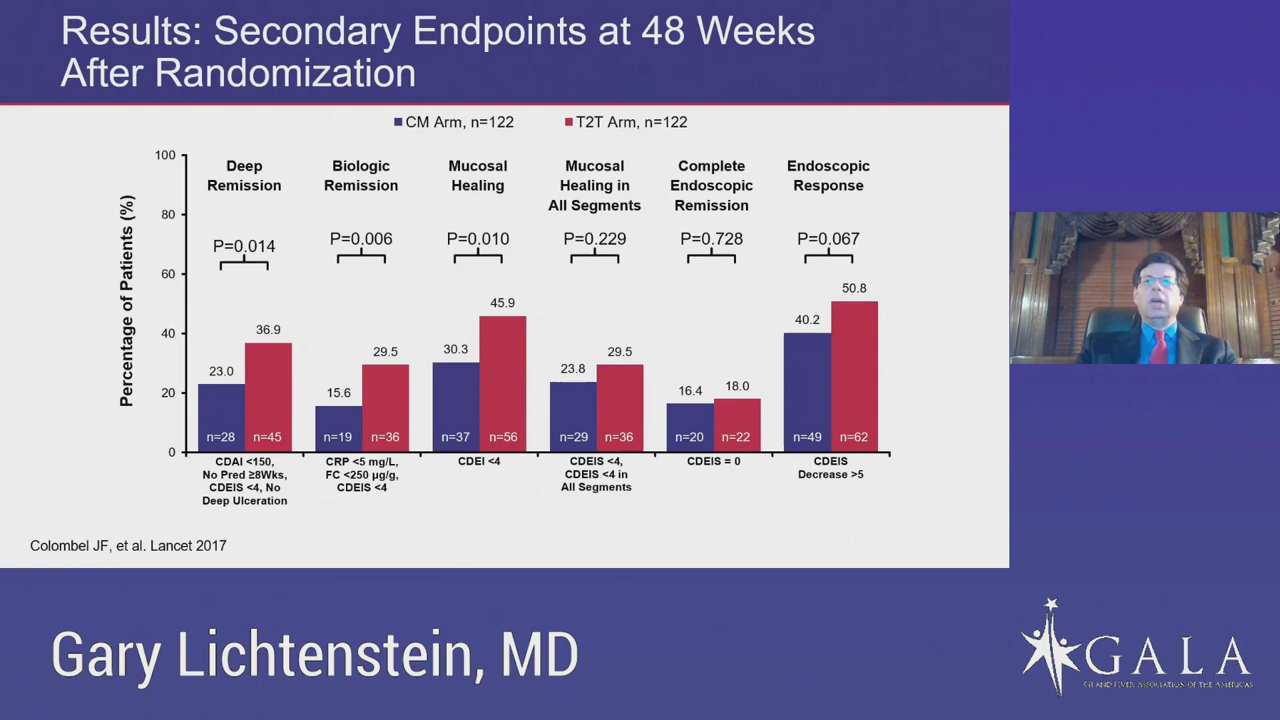 Results: Secondary Endpoints at 48 Weeks
After Randomization
CM Arm, n=122
T2T Arm, n=122
Percentage of Patients (%)
100
80
60
40
20
0
Deep
Remission
P=0.014
23.0
36.9
n=28
n=45
CDAI <150,
No Pred ≥8Wks,
CDEIS <4, No
Deep Ulceration
Biologic
Remission
P=0.006
15.6
29.5
n=19
n=36
CRP <5 mg/L,
FC <250 µg/g,
CDEIS <4
Mucosal
Healing
P=0.010
30.3
45.9
n=37
n=56
CDEI <4
Mucosal
Healing in
All Segments
P=0.229
23.8
29.5
n=29
n=36
CDEIS <4,
CDEIS <4 in
All Segments
Complete
Endoscopic
Remission
P=0.728
16.4
18.0
n=20
n=22
CDEIS = 0
Endoscopic
Response
P=0.067
40.2
50.8
n=49
n=62
CDEIS
Decrease >5
Colombel JF, et al. Lancet 2017
Gary Lichtenstein, MD
GALA
GI AND LIVER ASSOCIATION OF THE AMERICAS